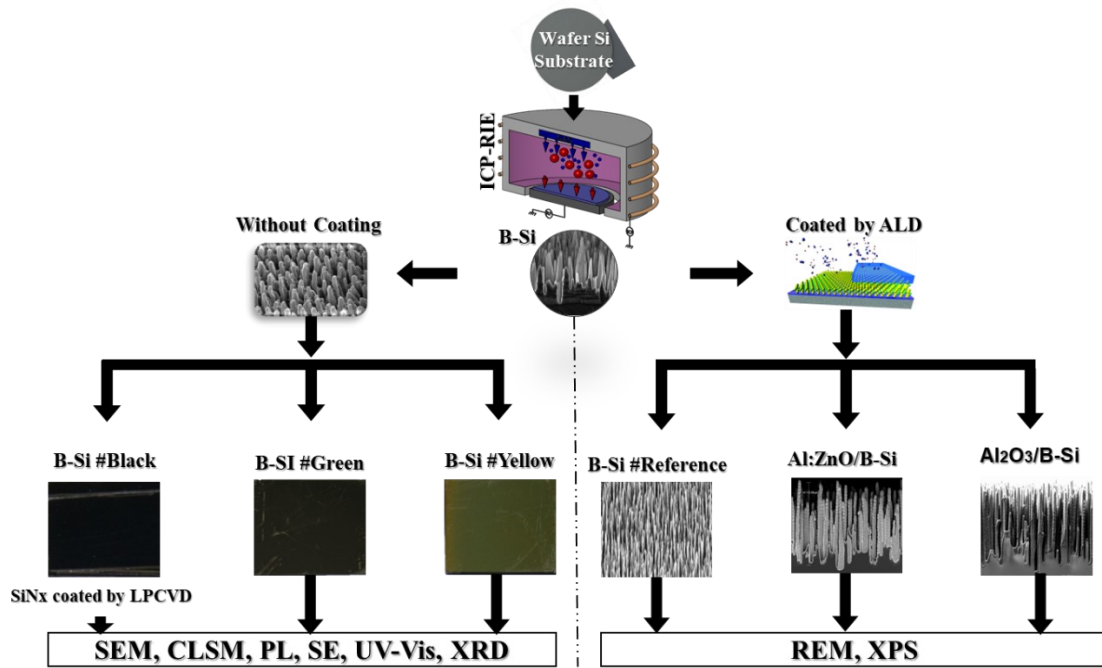 Wafer Si
Substrate
ICP-RIE
Without Coating
B-Si
Coated by ALD
B-Si #Black
B-SI #Green
B-Si #Yellow
B-Si #Reference
Al:ZnO/B-Si
Al2O3/B-Si
SiNx coated by LPCVD
SEM, CLSM, PL, SE, UV-Vis, XRD
REM, XPS